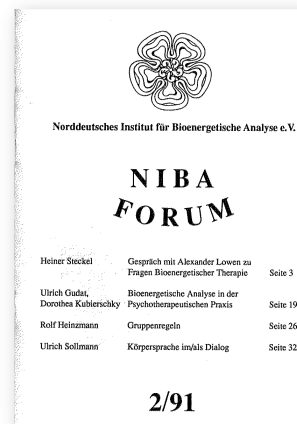 Norddeutsches Institut für Bioenergetische Analyse e.V.
NIBA
FORUM
Heiner Steckel Gespräch mit Alexander Lowen zu
Fragen Bioenergetischer Therapie Seite 3
Ulrich Gudat, Bioenergetische Analyse in der
Dorothea Kubierschky Psychotherapeutischen Praxis Seite 19
Rolf Heinzmann Gruppenregeln Seite 26
Ulrich Sollmann Körpersprache im/als Dialog Seite 32
2/91